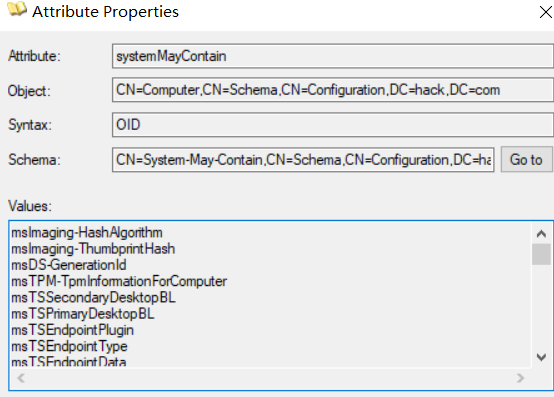 Attribute Properties
Attribute: systemMayContain
Object: CN=Computer,CN=Schema,CN=Configuration,DC=hack,DC=com
Syntax: OID
Schema: CN=System-May-Contain,CN=Schema,CN=Configuration,DC=ha Go to
Values:
msImaging-HashAlgorithm
msImaging-ThumbprintHash
msDS-GenerationId
msTPM-TpmInformationForComputer
msTSSecondaryDesktopBL
msTSPrimaryDesktopBL
msTSEndpointPlugin
msTSEndpointType
msTSEndpointData